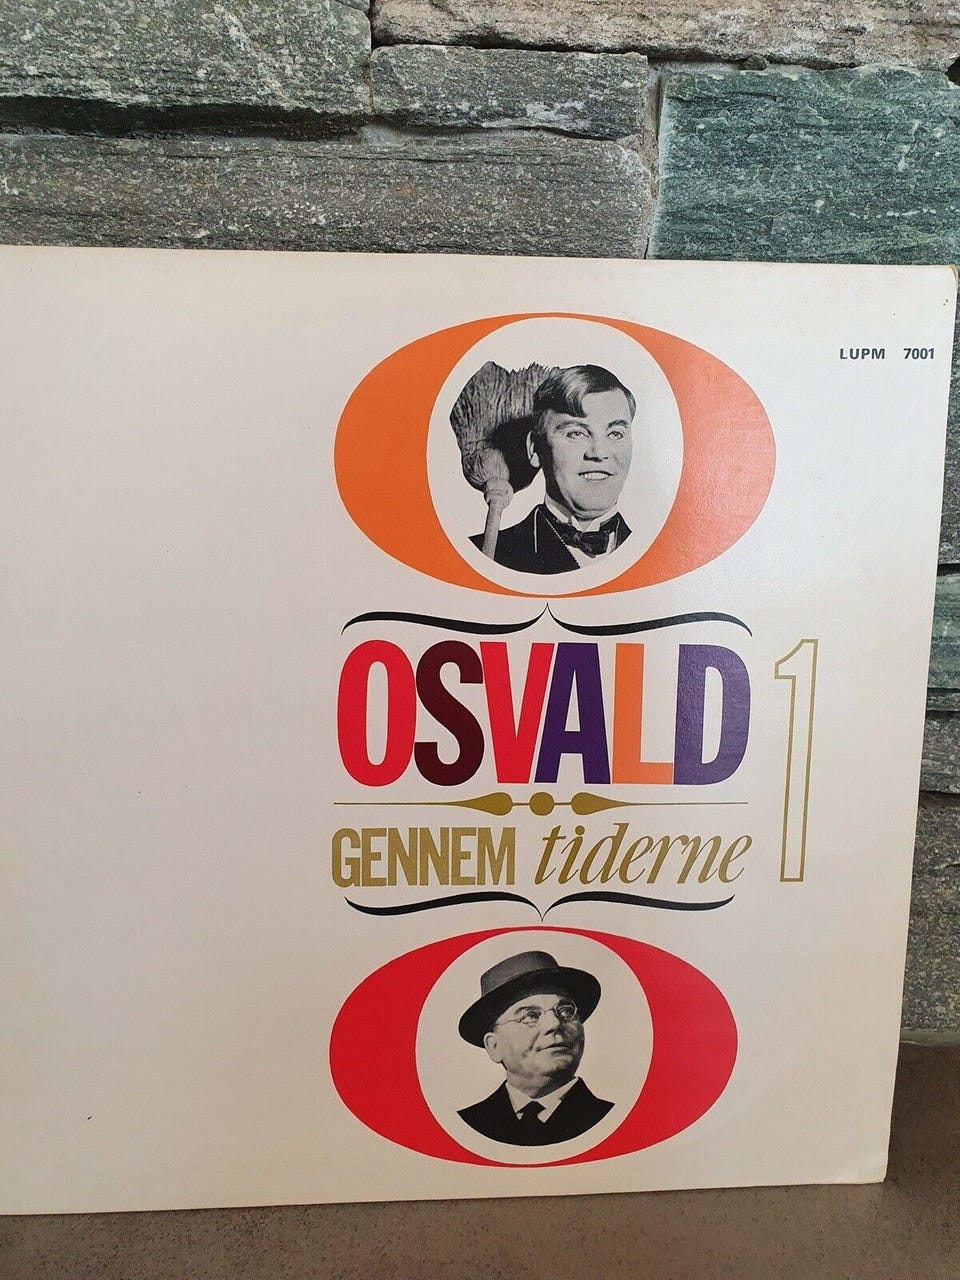 LUPM 7001
OSVALD 1
GENNEM tiderne